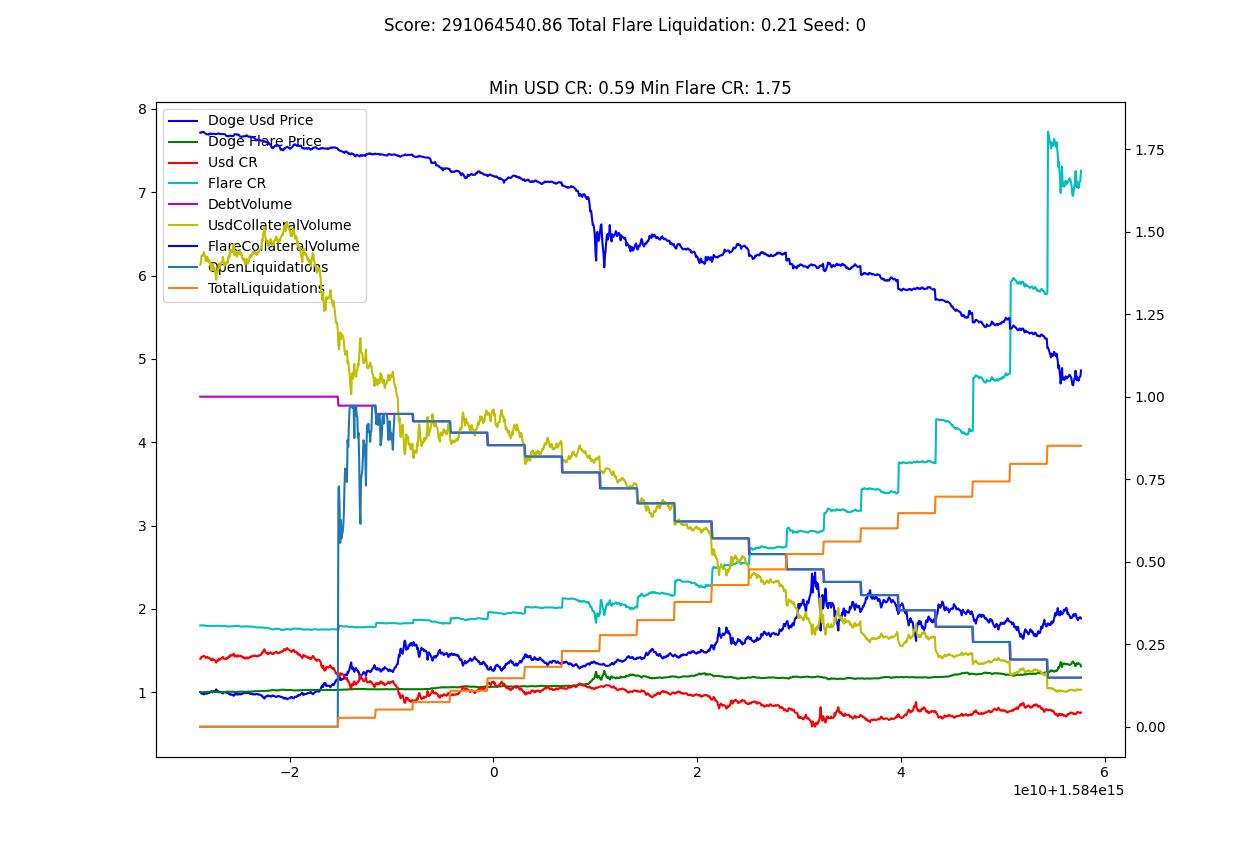 Score: 291064540.86 Total Flare Liquidation: 0.21 Seed: 0
Min USD CR: 0.59 Min Flare CR: 1.75
Doge Usd Price
Doge Flare Price
Usd CR
Flare CR
DebtVolume
UsdCollateralVolume
FlareCollateralVolume
OpenLiquidations
TotalLiquidations
8
7
6
5
4
3
2
1
1.75
1.50
1.25
1.00
0.75
0.50
0.25
0.00
−2
0
2
4
6
1e10+1.584e15